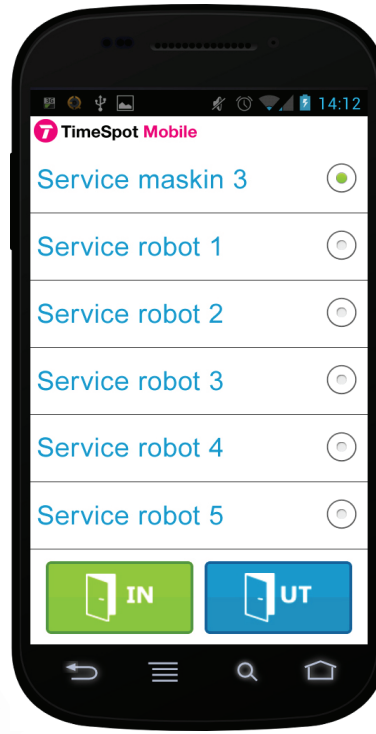 14:12
TimeSpot Mobile
Service maskin 3
Service robot 1
Service robot 2
Service robot 3
Service robot 4
Service robot 5
IN
UT